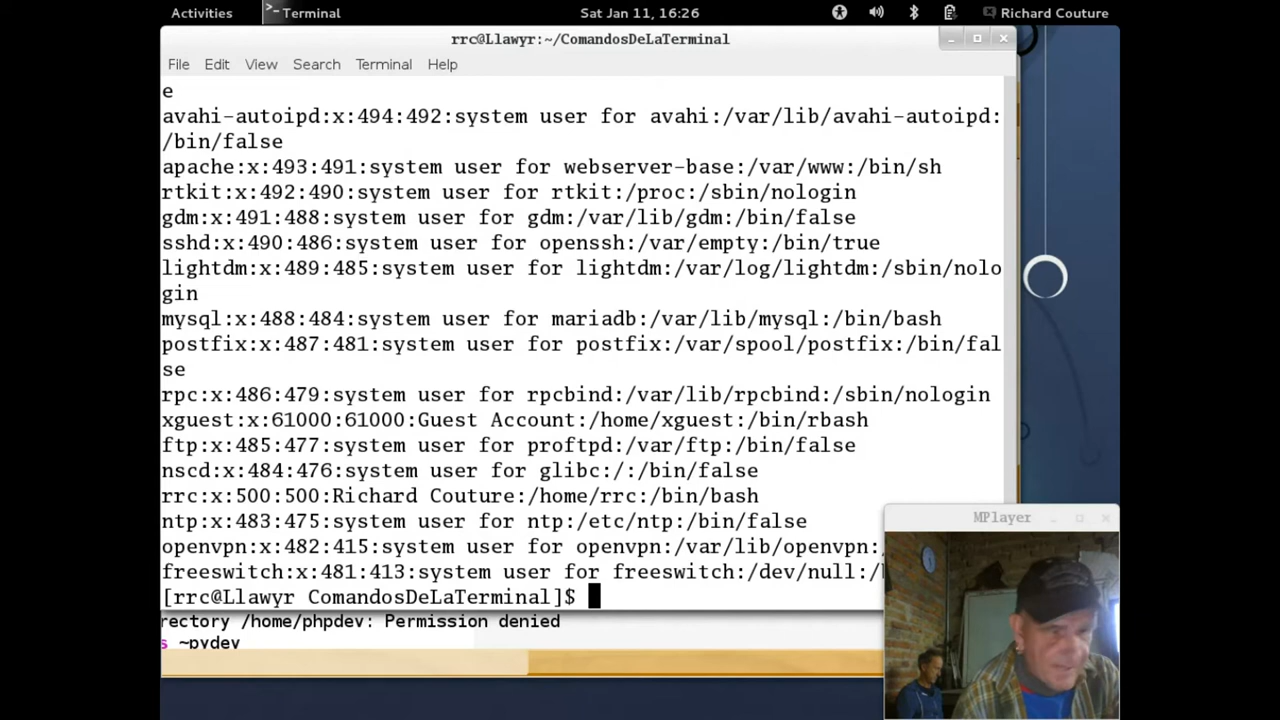 Activities
Terminal
Sat Jan 11, 16:26
Richard Couture
rrc@Llawyr:~/ComandosDeLaTerminal
File Edit View Search Terminal Help
e
avahi-autoipd:x:494:492:system user for avahi:/var/lib/avahi-autoipd:
/bin/false
apache:x:493:491:system user for webserver-base:/var/www:/bin/sh
rtkit:x:492:490:system user for rtkit:/proc:/sbin/nologin
gdm:x:491:488:system user for gdm:/var/lib/gdm:/bin/false
sshd:x:490:486:system user for openssh:/var/empty:/bin/true
lightdm:x:489:485:system user for lightdm:/var/log/lightdm:/sbin/nolo
gin
mysql:x:488:484:system user for mariadb:/var/lib/mysql:/bin/bash
postfix:x:487:481:system user for postfix:/var/spool/postfix:/bin/fal
se
rpc:x:486:479:system user for rpcbind:/var/lib/rpcbind:/sbin/nologin
xguest:x:61000:61000:Guest Account:/home/xguest:/bin/rbash
ftp:x:485:477:system user for proftpd:/var/ftp:/bin/false
nscd:x:484:476:system user for glibc:/:/bin/false
rrc:x:500:500:Richard Couture:/home/rrc:/bin/bash
ntp:x:483:475:system user for ntp:/etc/ntp:/bin/false
openvpn:x:482:415:system user for openvpn:/var/lib/openvpn:
freeswitch:x:481:413:system user for freeswitch:/dev/null:/
[rrc@Llawyr ComandosDeLaTerminal]$
rectory /home/phpdev: Permission denied
s ~pydev
MPlayer